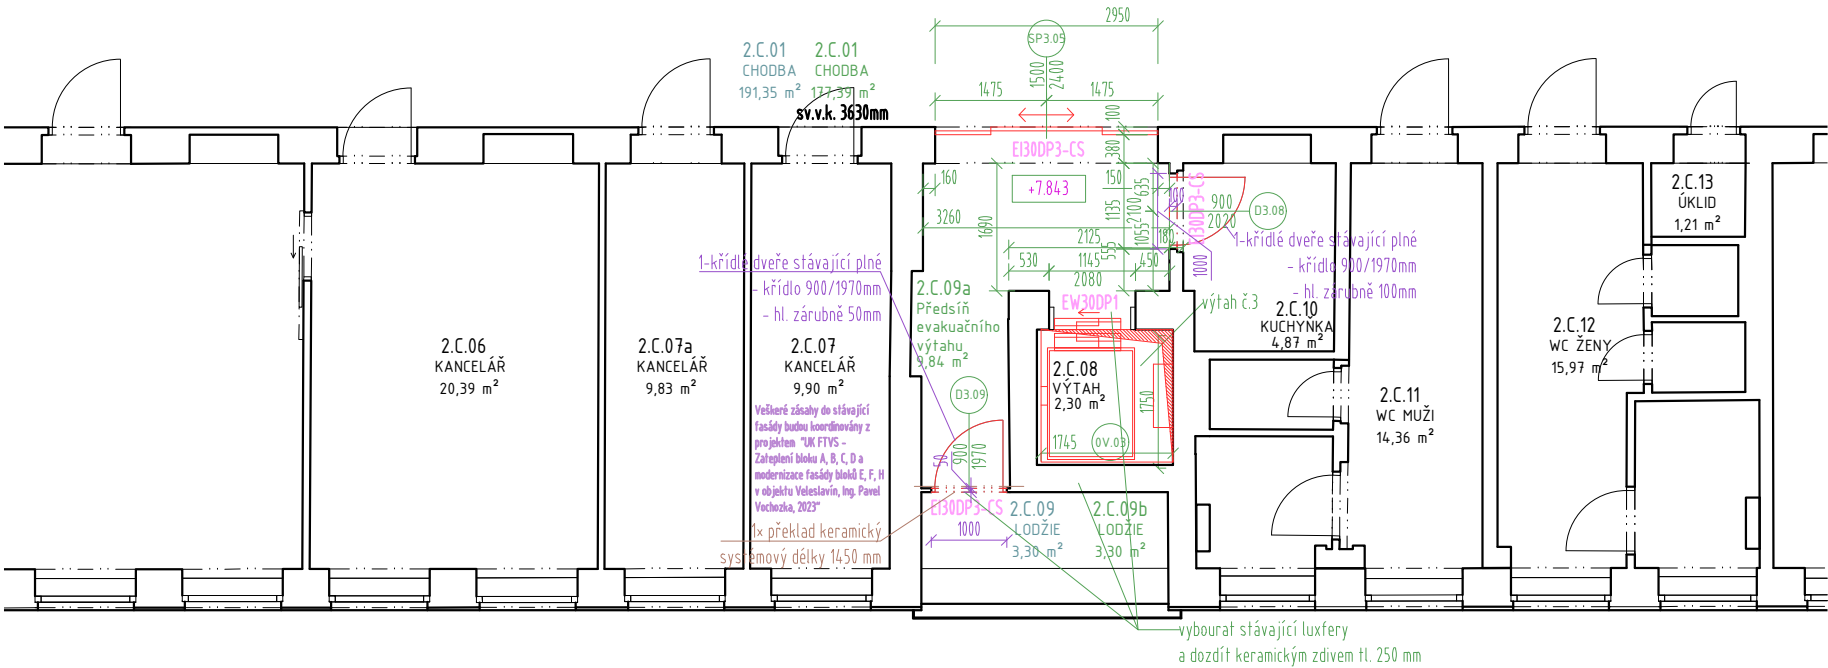 2950
SP3.05
2.C.01
CHODBA
191,35 m²
2.C.01
CHODBA
177,39 m²
sv.v.k. 3630mm
1500
2400
1475
1475
100
380
EI30DP3-CS
+7.843
160
150
635
3260
1690
1135
2100
1055
180
2125
555
530
1145
450
2080
100
1000
EI30DP3-CS
900
2020
D3.08
1-křídlé dveře stávající plné
- křídlo 900/1970mm
- hl. zárubně 100mm
1-křídlé dveře stávající plné
- křídlo 900/1970mm
- hl. zárubně 50mm
2.C.09a
Předsíň
evakuačního
výtahu
9,84 m²
EW30DP1
výtah č.3
2.C.13
ÚKLID
1,21 m²
2.C.10
KUCHYŇKA
4,87 m²
2.C.12
WC ŽENY
15,97 m²
2.C.11
WC MUŽI
14,36 m²
2.C.06
KANCELÁŘ
20,39 m²
2.C.07a
KANCELÁŘ
9,83 m²
2.C.07
KANCELÁŘ
9,90 m²
2.C.08
VÝTAH
2,30 m²
1750
1745
OV.03
D3.09
50
900
1970
Veškeré zásahy do stávající
fasády budou koordinovány z
projektem "UK FTVS -
Zateplení bloku A, B, C, D a
modernizace fasády bloků E, F, H
v objektu Veleslavín, Ing. Pavel
Vochozka, 2023"
1x překlad keramický
systémový délky 1450 mm
EI30DP3-CS
1000
2.C.09
LODŽIE
3,30 m²
2.C.09b
LODŽIE
3,30 m²
vybourat stávající luxfery
a dozdít keramickým zdivem tl. 250 mm